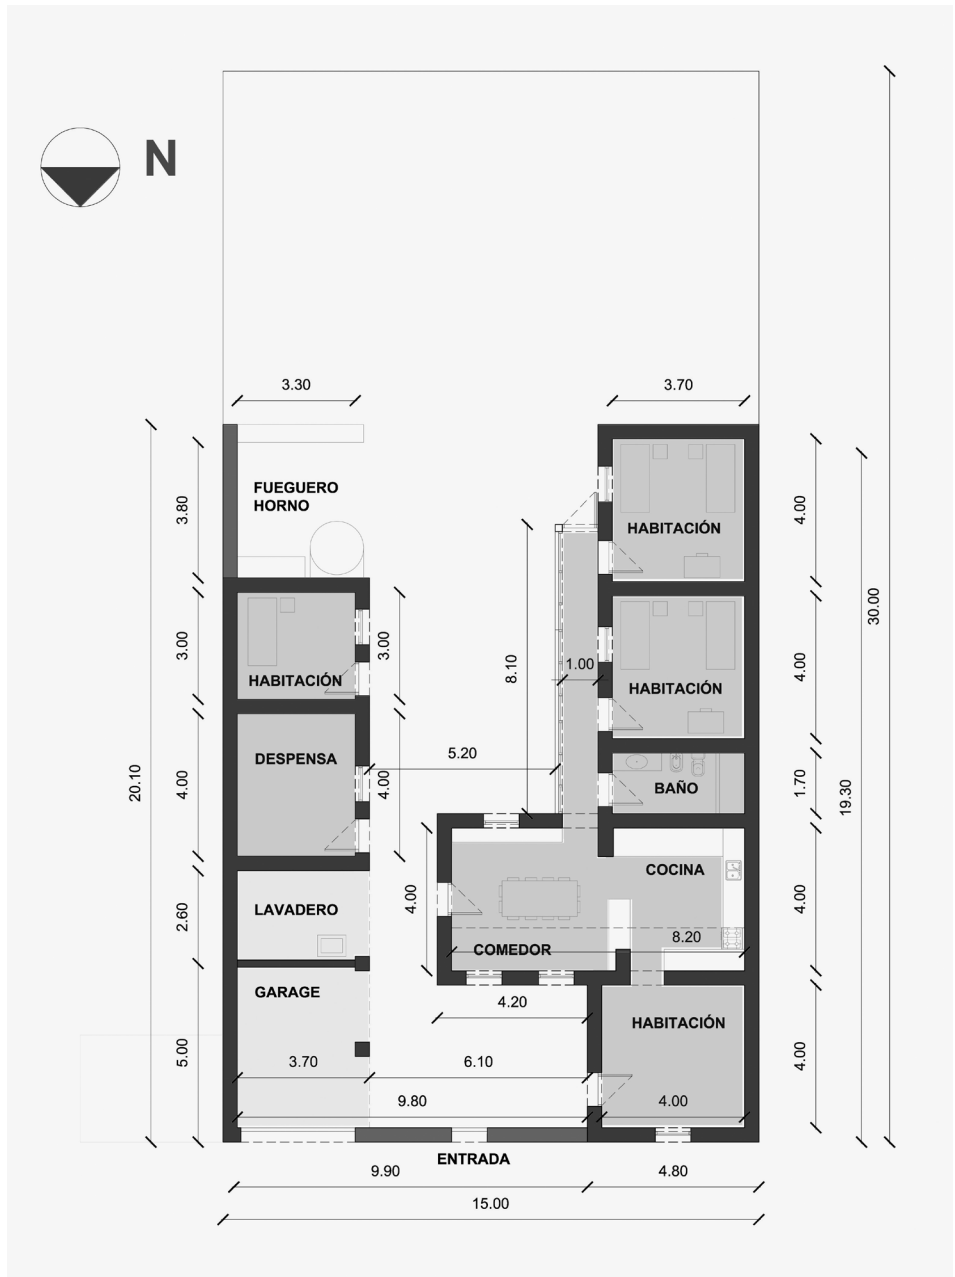 N
3.30
3.70
FUEGUERO
HORNO
3.80
HABITACIÓN
4.00
30.00
3.00
HABITACIÓN
3.00
8.10
1.00
HABITACIÓN
4.00
DESPENSA
5.20
20.10
4.00
4.00
BAÑO
1.70
19.30
LAVADERO
2.60
4.00
COCINA
4.00
COMEDOR
8.20
GARAGE
4.20
HABITACIÓN
5.00
3.70
6.10
4.00
9.80
4.00
ENTRADA
9.90
4.80
15.00